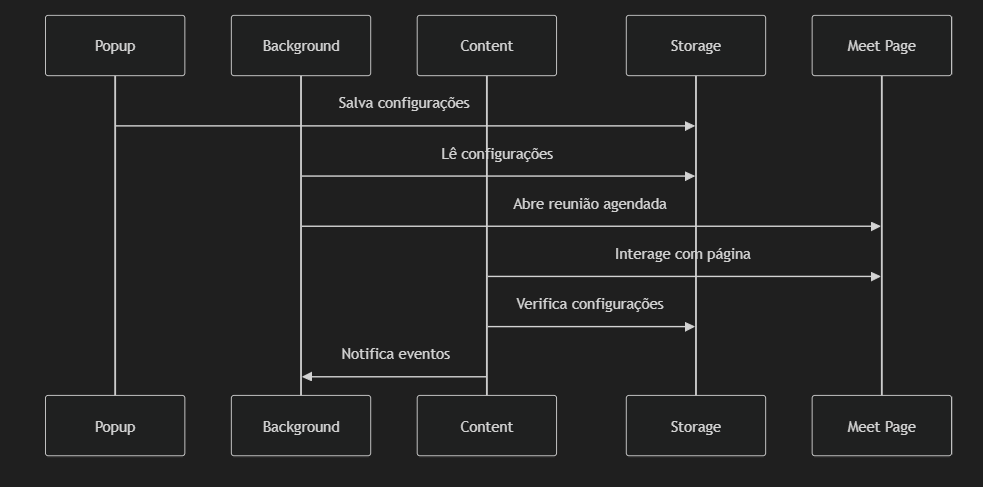 Popup
Background
Content
Storage
Meet Page
Salva configurações
Lê configurações
Abre reunião agendada
Interage com página
Verifica configurações
Notifica eventos
Popup
Background
Content
Storage
Meet Page